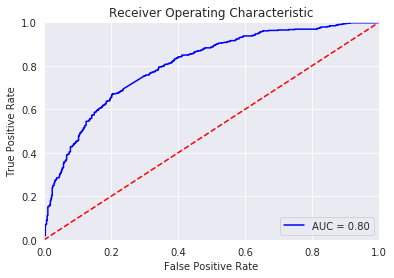 Receiver Operating Characteristic
1.0
0.8
0.6
0.4
0.2
0.0
True Positive Rate
AUC = 0.80
0.0 0.2 0.4 0.6 0.8 1.0
False Positive Rate